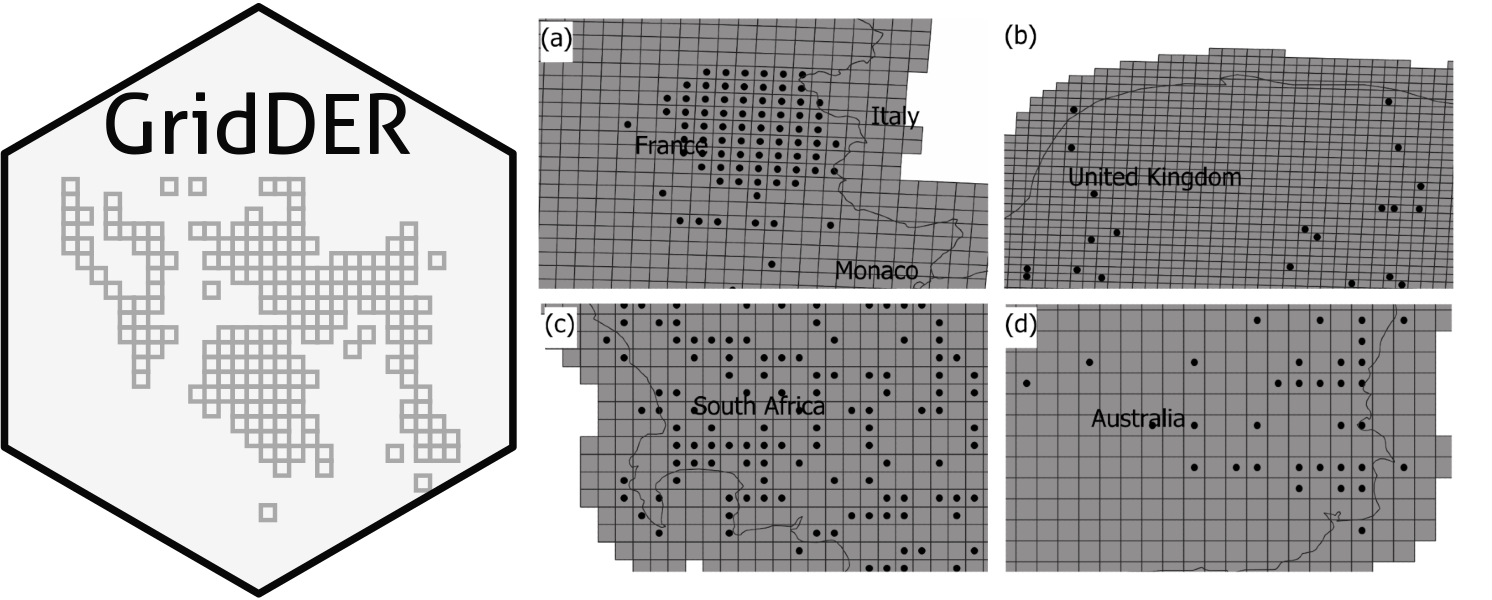 GridDER
(a)
Italy
France
Monaco
(b)
United Kingdom
(c)
South Africa
(d)
Australia